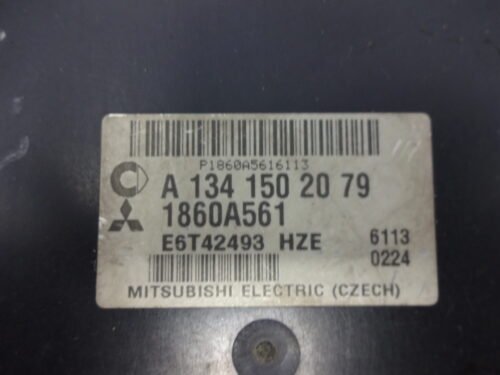 P1860A5616113
A 134 150 20 79
1860A561
E6T42493 HZE 6113
0224
MITSUBISHI ELECTRIC (CZECH)